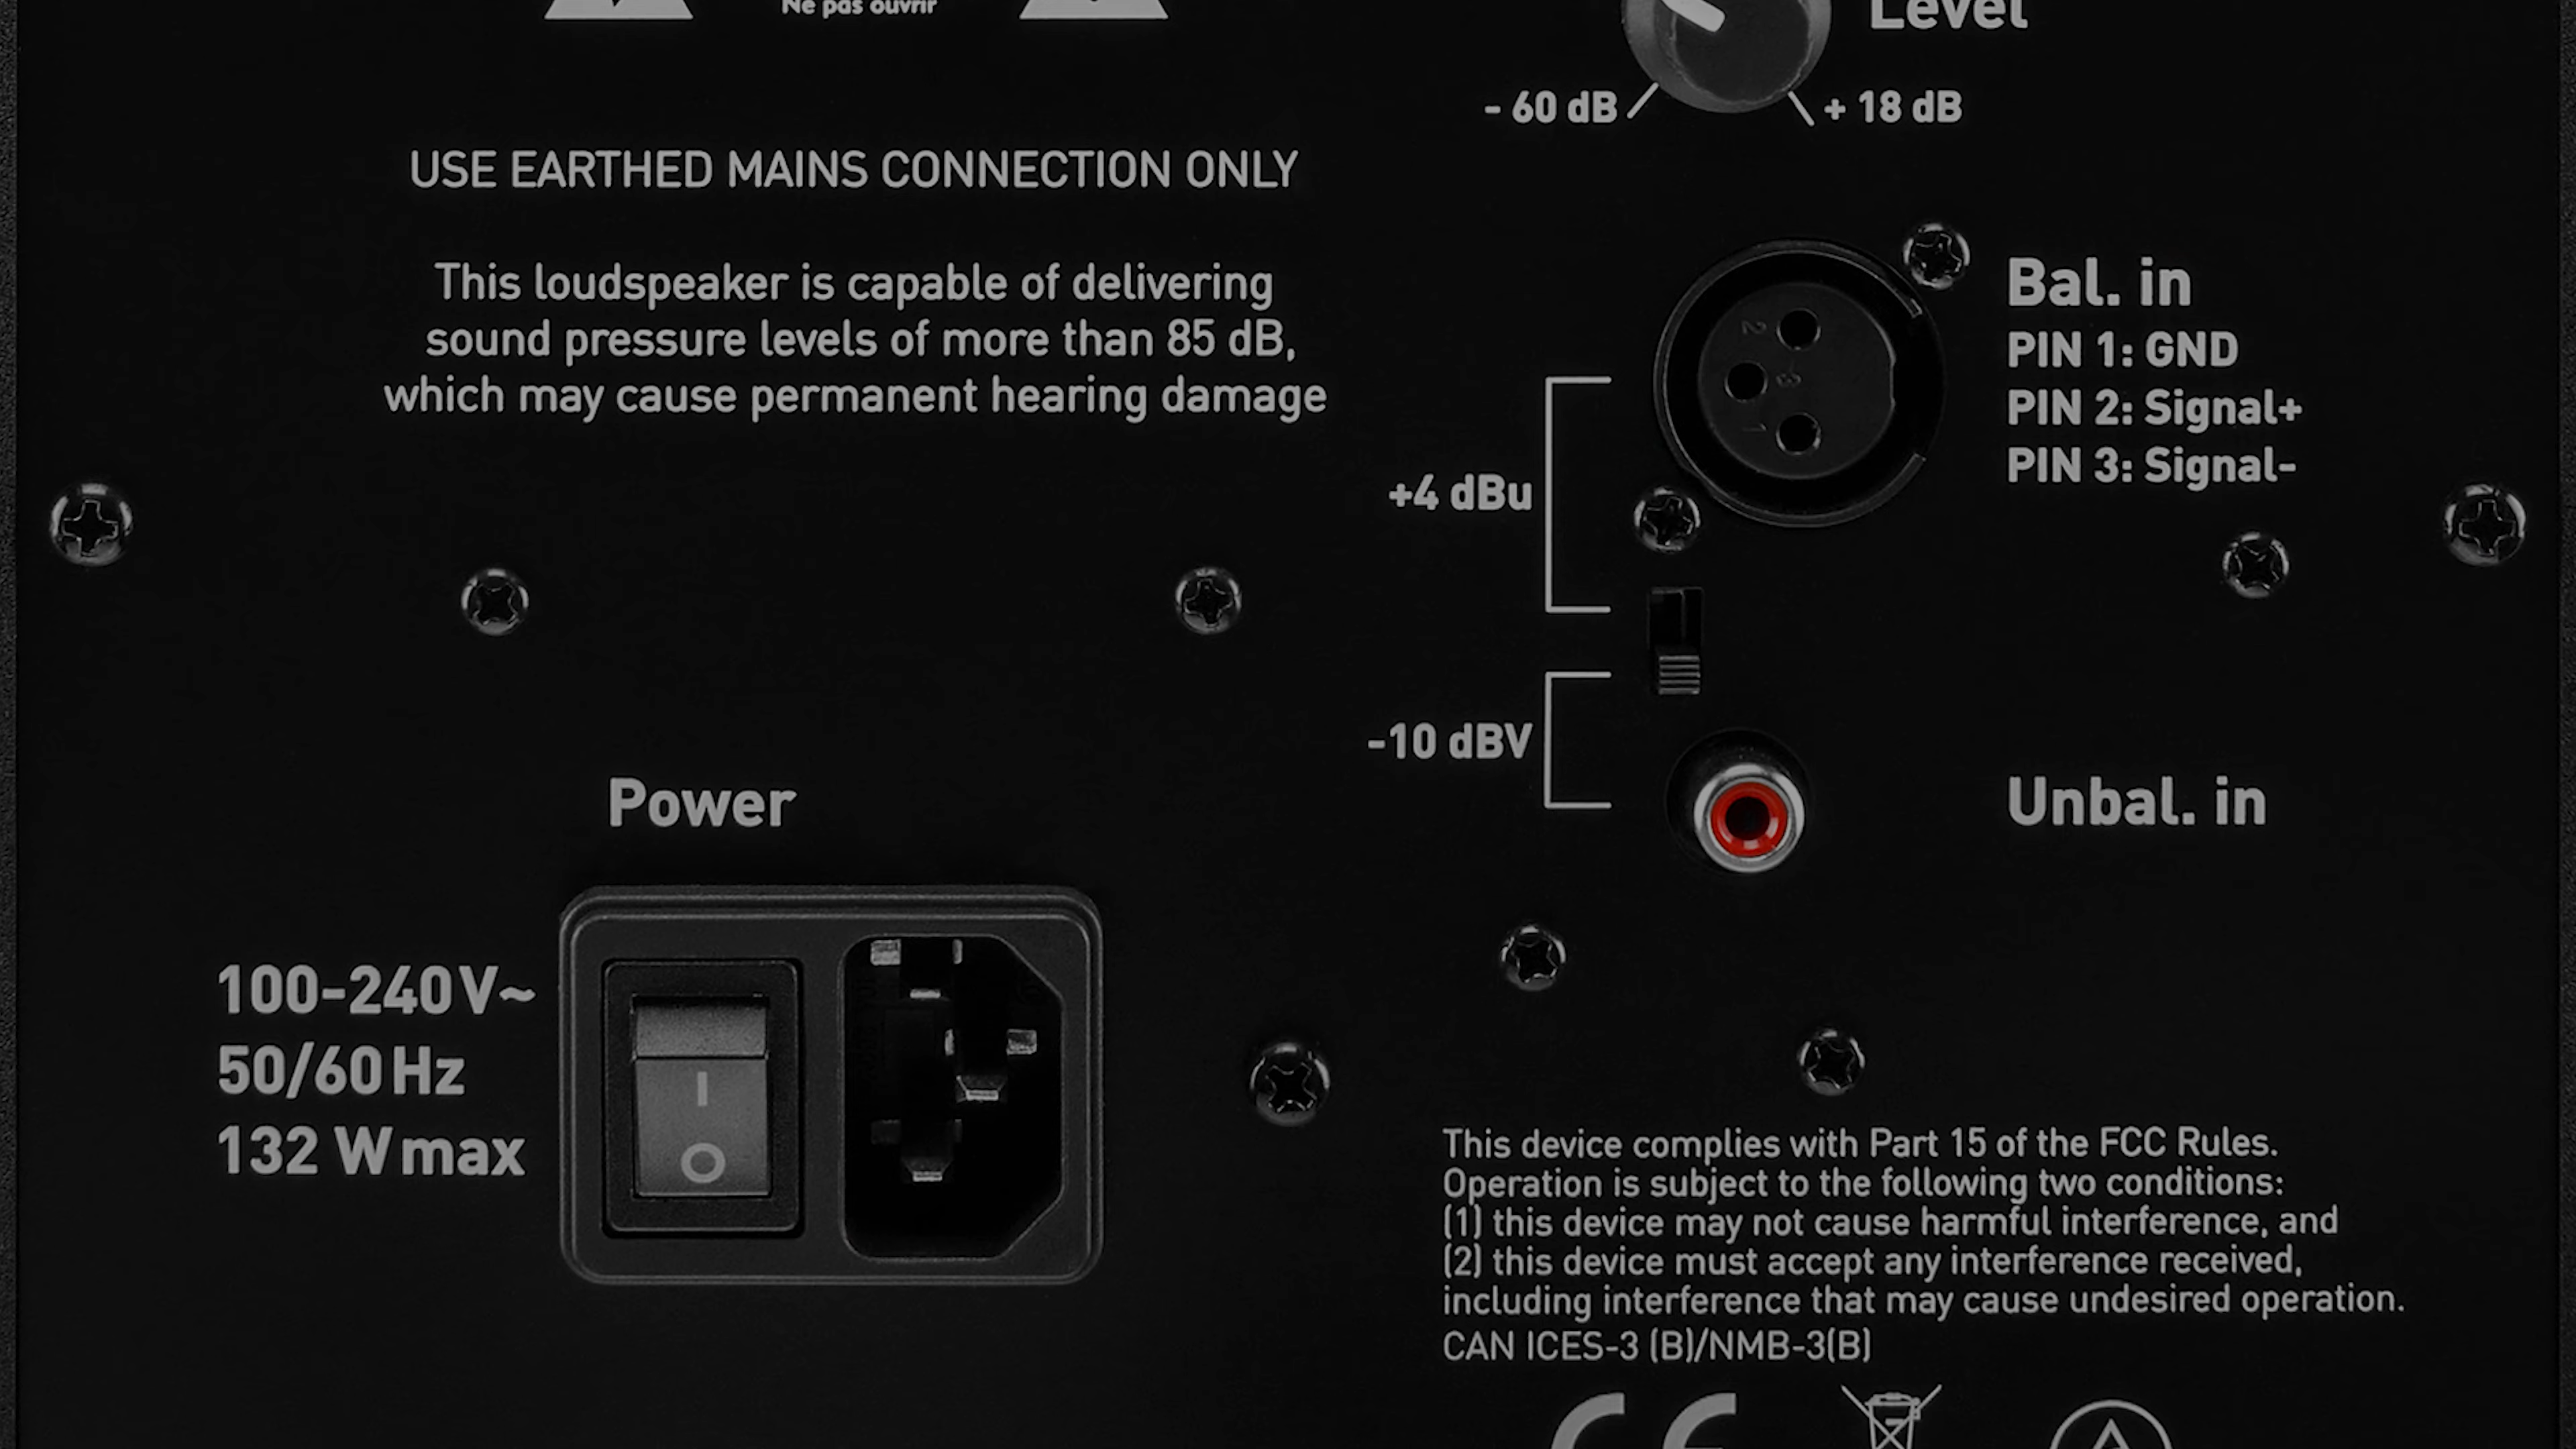 Ne pas ouvrir
Level
- 60 dB
+ 18 dB
USE EARTHED MAINS CONNECTION ONLY
This loudspeaker is capable of delivering
sound pressure levels of more than 85 dB,
which may cause permanent hearing damage
Bal. in
PIN 1: GND
PIN 2: Signal+
PIN 3: Signal-
2
3
1
+4 dBu
-10 dBV
Unbal. in
Power
100-240V~
50/60Hz
132 Wmax
I
O
This device complies with Part 15 of the FCC Rules.
Operation is subject to the following two conditions:
(1) this device may not cause harmful interference, and
(2) this device must accept any interference received,
including interference that may cause undesired operation.
CAN ICES-3 (B)/NMB-3(B)
CE